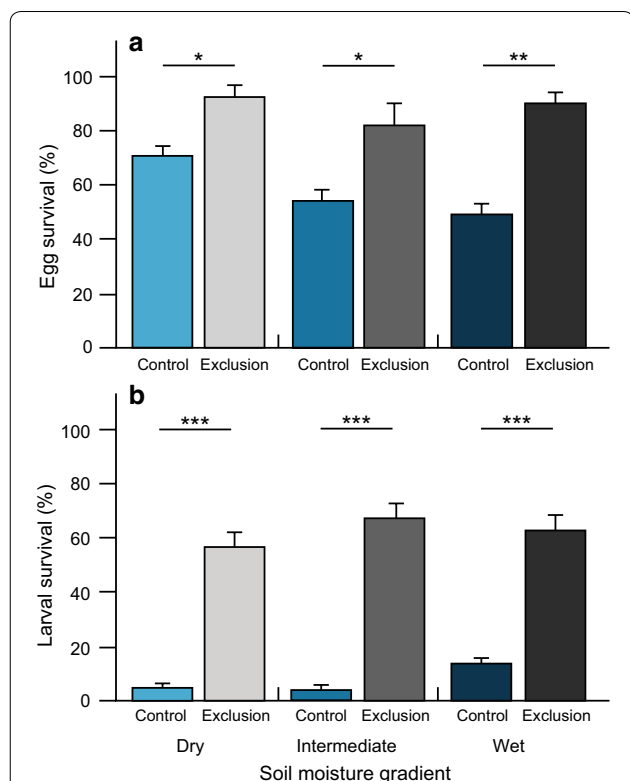 a
* * **
Egg survival (%)
100
80
60
40
20
0
Control Exclusion Control Exclusion Control Exclusion
b
*** *** ***
Larval survival (%)
100
80
60
40
20
0
Control Exclusion Control Exclusion Control Exclusion
Dry Intermediate Wet
Soil moisture gradient